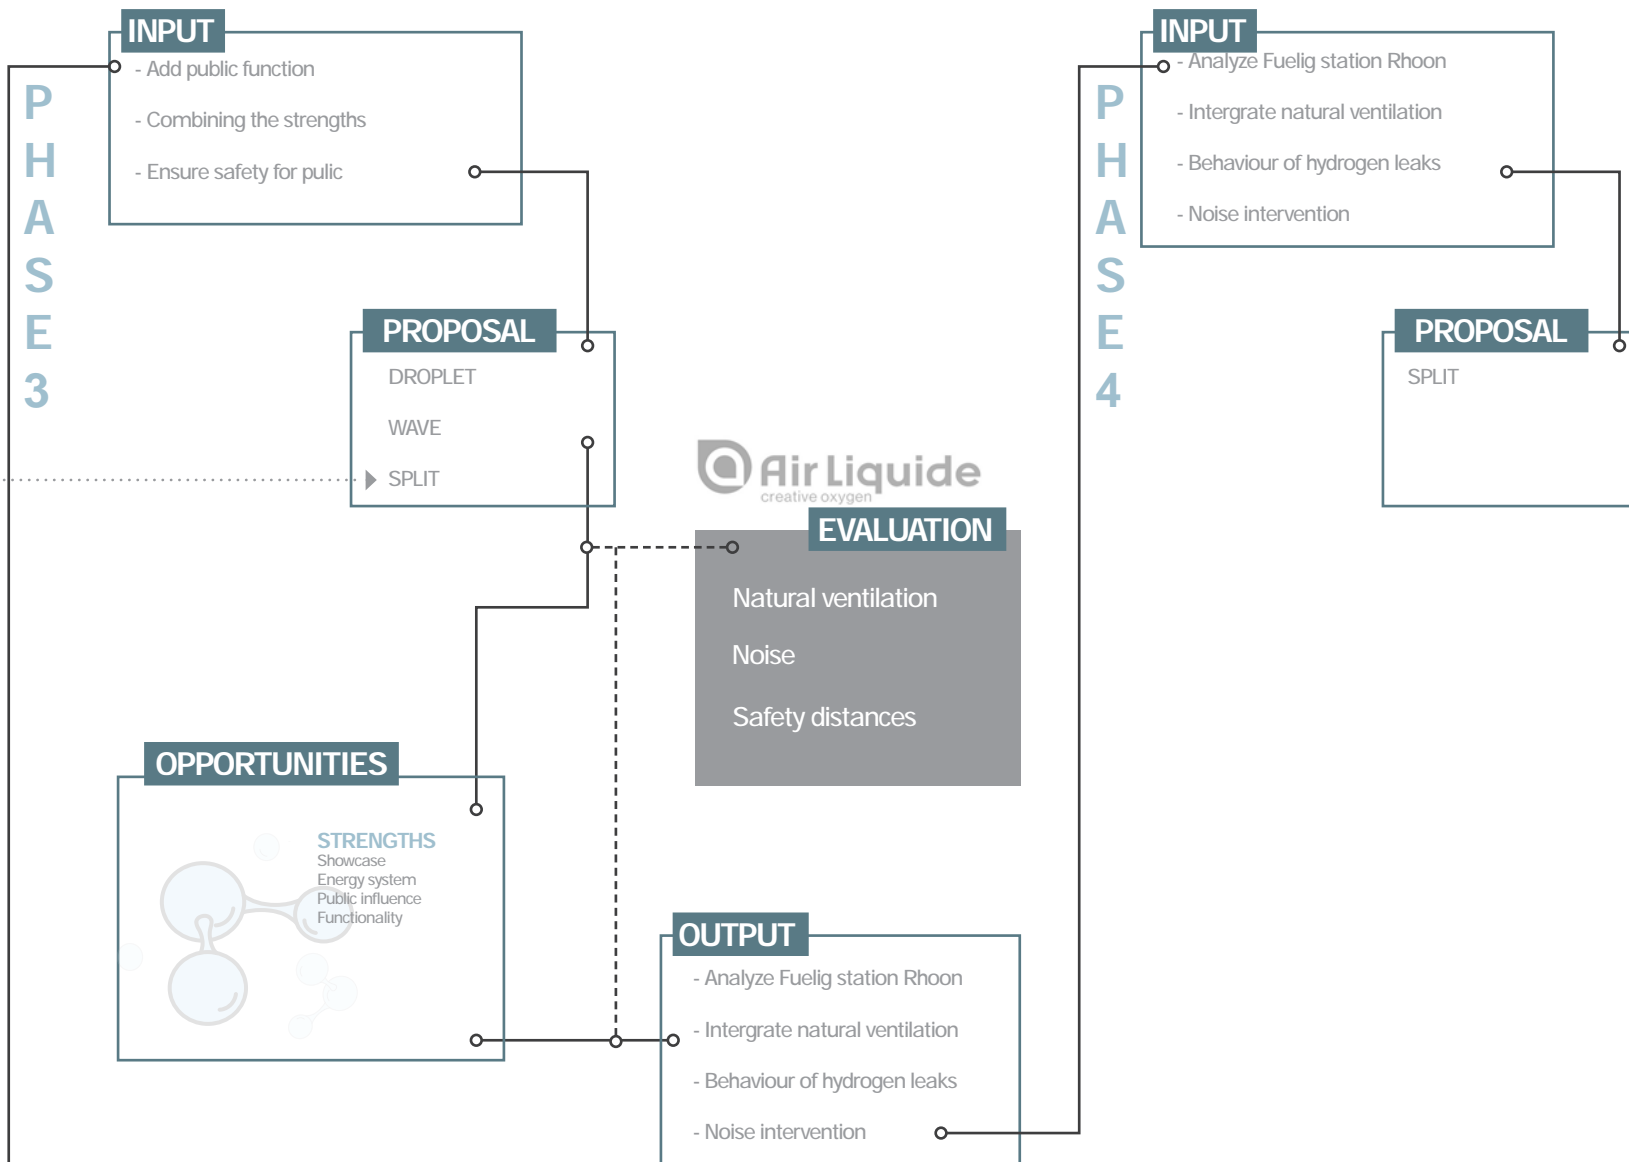 PHASE 3
INPUT
- Add public function
- Combining the strengths
- Ensure safety for pulic
PROPOSAL
DROPLET
WAVE
SPLIT
Air Liquide
creative oxygen
EVALUATION
Natural ventilation
Noise
Safety distances
OPPORTUNITIES
STRENGTHS
Showcase
Energy system
Public influence
Functionality
OUTPUT
- Analyze Fuelig station Rhoon
- Intergrate natural ventilation
- Behaviour of hydrogen leaks
- Noise intervention
PHASE 4
INPUT
- Analyze Fuelig station Rhoon
- Intergrate natural ventilation
- Behaviour of hydrogen leaks
- Noise intervention
PROPOSAL
SPLIT